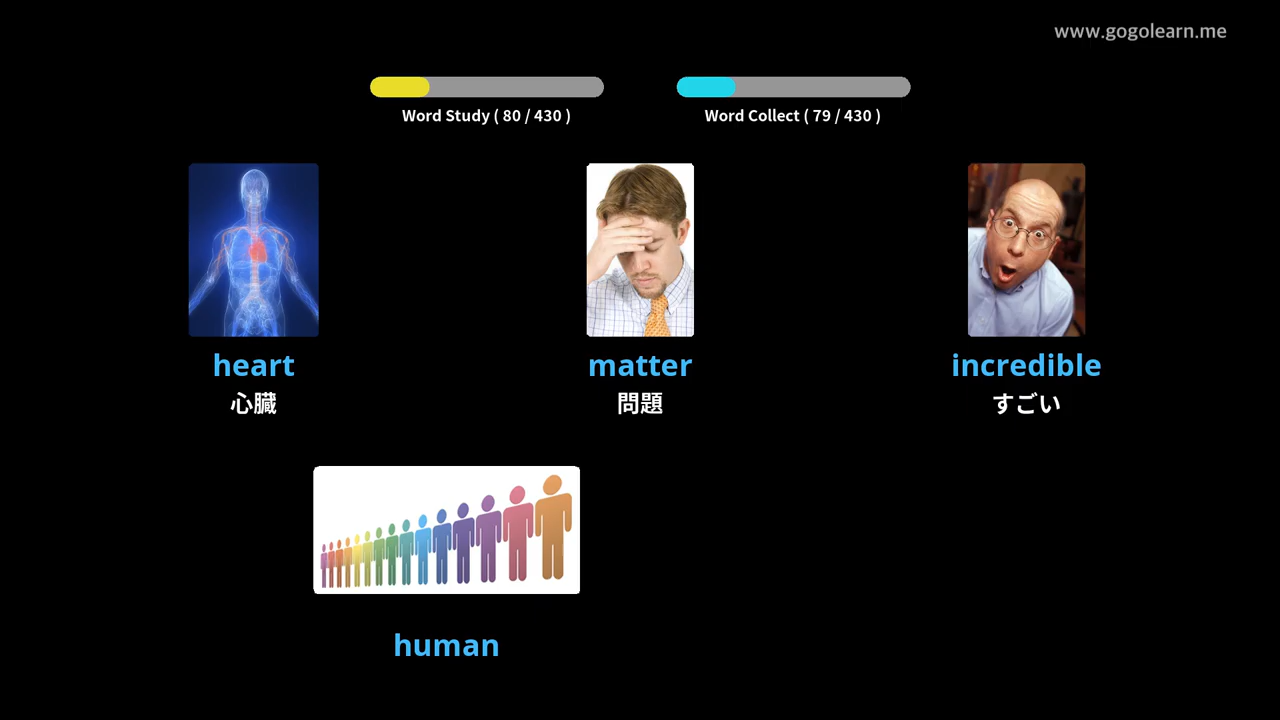 www.gogolearn.me
Word Study ( 80 / 430 )
Word Collect ( 79 / 430 )
heart
matter
incredible
心臓
問題
すごい
human